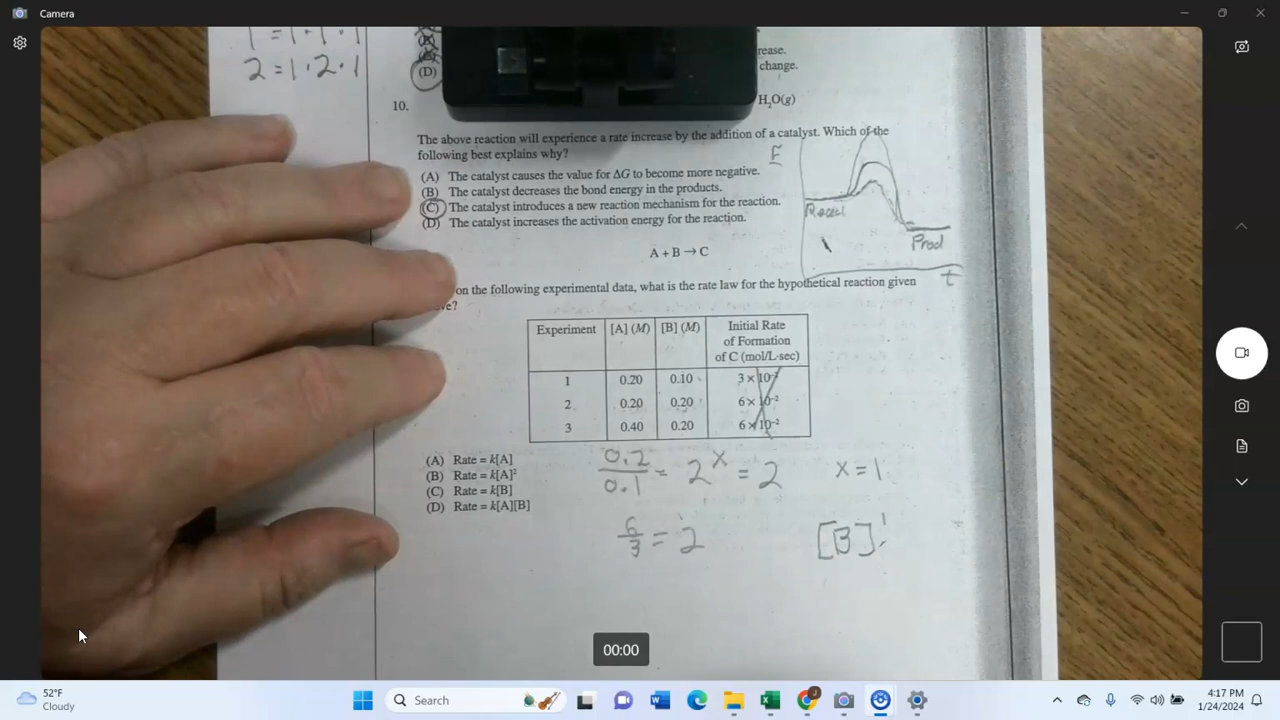 Camera
1 = 1 · 1 · 1
2 = 1 · 2 · 1
(D)
rease.
change.
10.
H₂O(g)
The above reaction will experience a rate increase by the addition of a catalyst. Which of the
following best explains why?
E
(A) The catalyst causes the value for ΔG to become more negative.
(B) The catalyst decreases the bond energy in the products.
(C) The catalyst introduces a new reaction mechanism for the reaction.
(D) The catalyst increases the activation energy for the reaction.
Prod
t
A + B → C
on the following experimental data, what is the rate law for the hypothetical reaction given
ve?
Experiment [A] (M) [B] (M) Initial Rate
of Formation
of C (mol/L·sec)
1 0.20 0.10 3 × 10⁻²
2 0.20 0.20 6 × 10⁻²
3 0.40 0.20 6 × 10⁻²
(A) Rate = k[A]
(B) Rate = k[A]²
(C) Rate = k[B]
(D) Rate = k[A][B]
0.2/0.1 = 2ˣ = 2 x = 1
6/3 = 2 [B]¹
00:00
52°F
Cloudy
Search
4:17 PM
1/24/2024